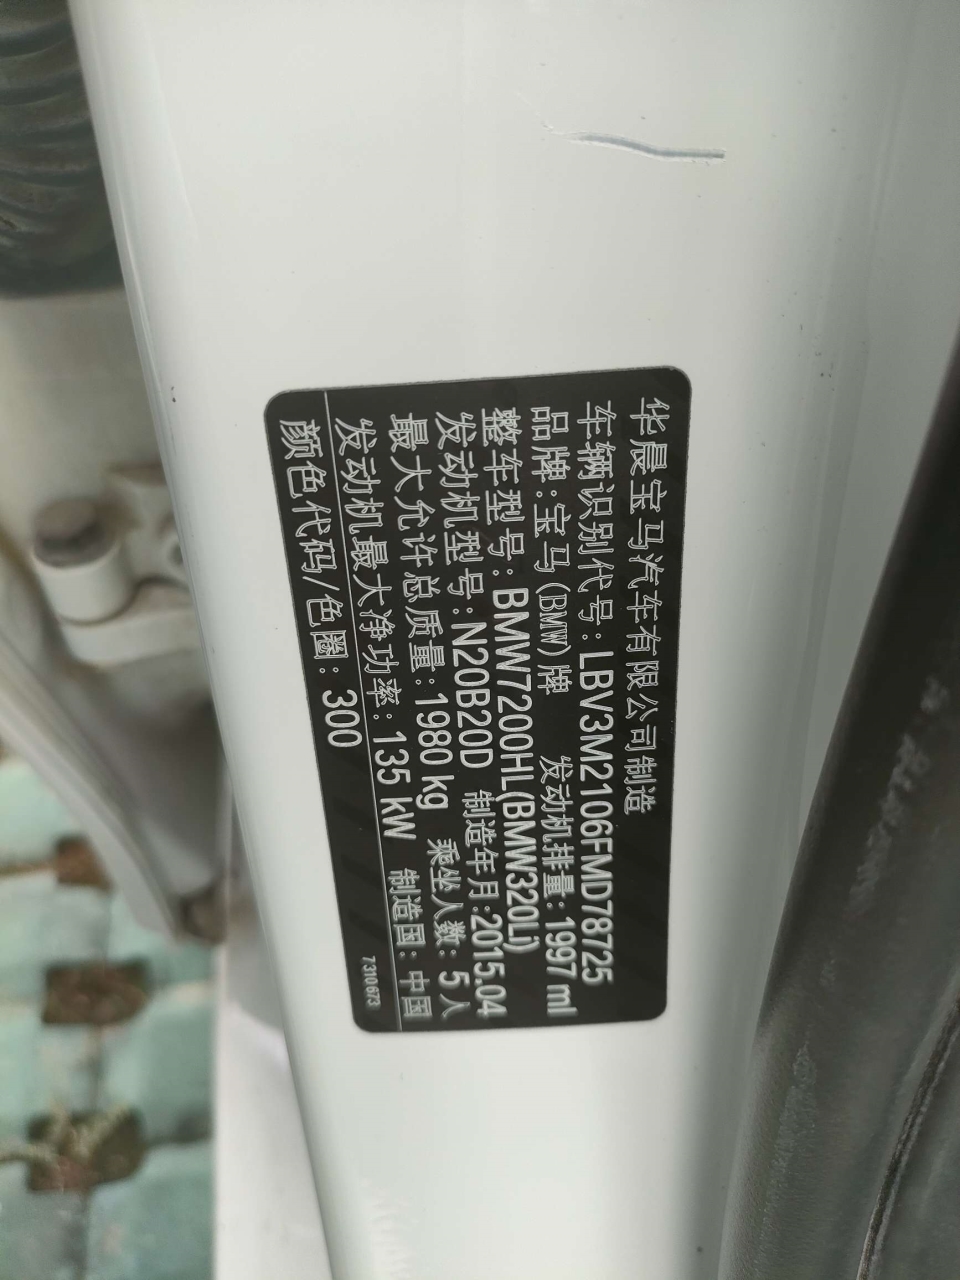 华晨宝马汽车有限公司制造
车辆识别代号：LBV3M2106FMD78725
品牌：宝马(BMW)牌 发动机排量：1997 ml
整车型号：BMW7200HL(BMW320Li)
发动机型号：N20B20D 制造年月：2015.04
最大允许总质量：1980 kg 乘坐人数：5人
发动机最大净功率：135 kW 制造国：中国
颜色代码/色圈：300 7310673